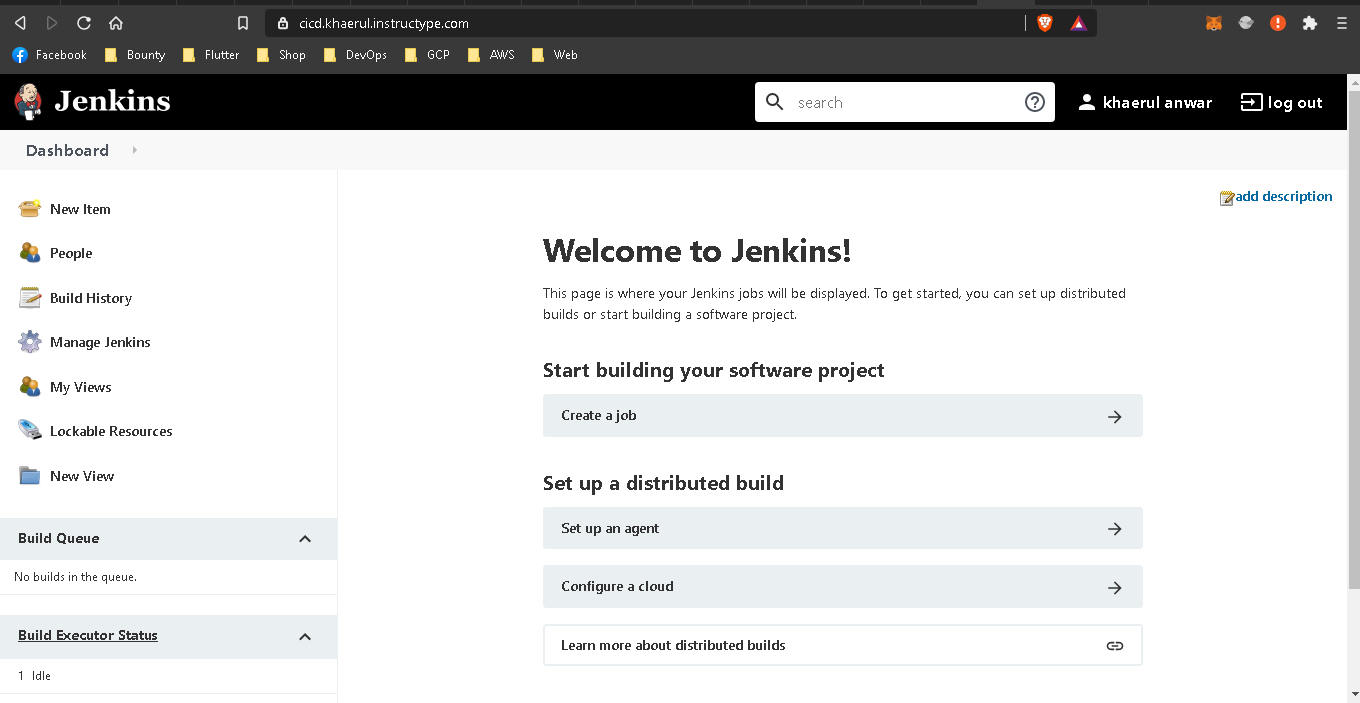 cicd.khaerul.instructype.com
Facebook Bounty Flutter Shop DevOps GCP AWS Web
Jenkins
search
khaerul anwar
log out
Dashboard
New Item
People
Build History
Manage Jenkins
My Views
Lockable Resources
New View
Build Queue
No builds in the queue.
Build Executor Status
1 Idle
add description
Welcome to Jenkins!
This page is where your Jenkins jobs will be displayed. To get started, you can set up distributed
builds or start building a software project.
Start building your software project
Create a job
Set up a distributed build
Set up an agent
Configure a cloud
Learn more about distributed builds